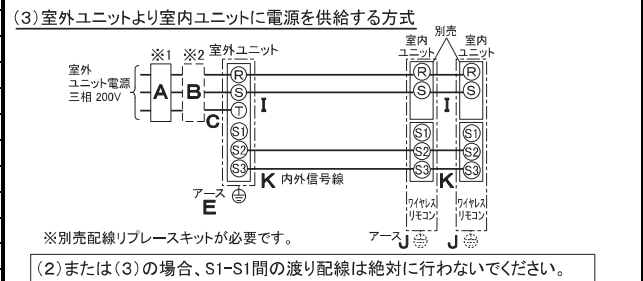 (3)室外ユニットより室内ユニットに電源を供給する方式
別売
※1 ※2 室外ユニット 室内ユニット 室内ユニット
室外
ユニット電源
三相 200V
A B C
R S T S1 S2 S3
I
R S S1 S2 S3
I
R S S1 S2 S3
K 内外信号線 K
アース
E
ワイヤレス
リモコン
ワイヤレス
リモコン
※別売配線リプレースキットが必要です。
アース J J
(2)または(3)の場合、S1-S1間の渡り配線は絶対に行わないでください。